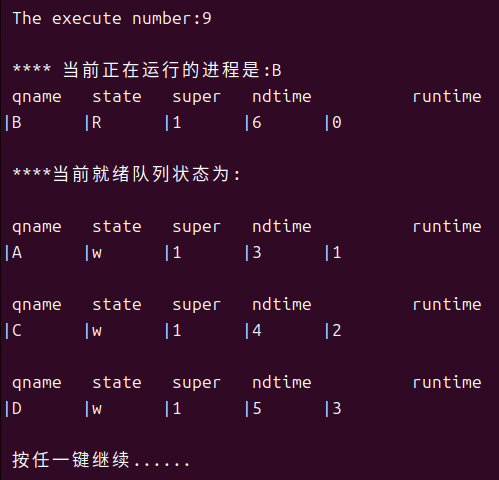 The execute number:9
**** 当前正在运行的进程是:B
qname state super ndtime runtime
|B |R |1 |6 |0
****当前就绪队列状态为:
qname state super ndtime runtime
|A |w |1 |3 |1
qname state super ndtime runtime
|C |w |1 |4 |2
qname state super ndtime runtime
|D |w |1 |5 |3
按任一键继续......